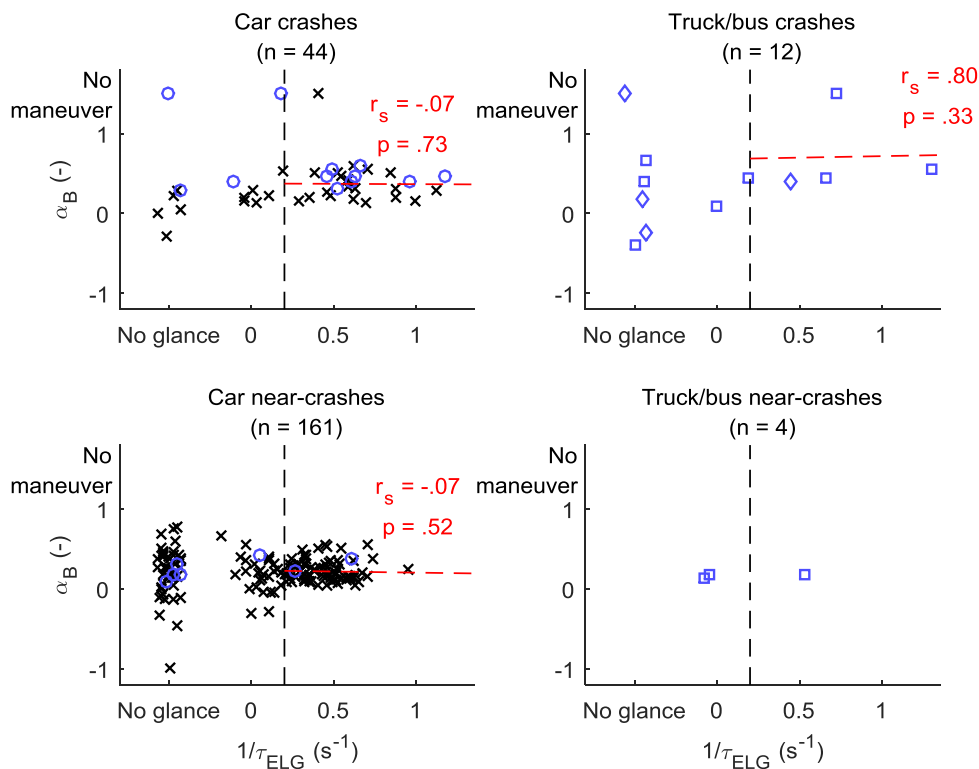 Car crashes
(n = 44)
No
maneuver
1
0
-1
α_B (-)
r_s = -.07
p = .73
No glance 0 0.5 1
Truck/bus crashes
(n = 12)
No
maneuver
1
0
-1
r_s = .80
p = .33
No glance 0 0.5 1
Car near-crashes
(n = 161)
No
maneuver
1
0
-1
α_B (-)
r_s = -.07
p = .52
No glance 0 0.5 1
1/τ_ELG (s^-1)
Truck/bus near-crashes
(n = 4)
No
maneuver
1
0
-1
No glance 0 0.5 1
1/τ_ELG (s^-1)